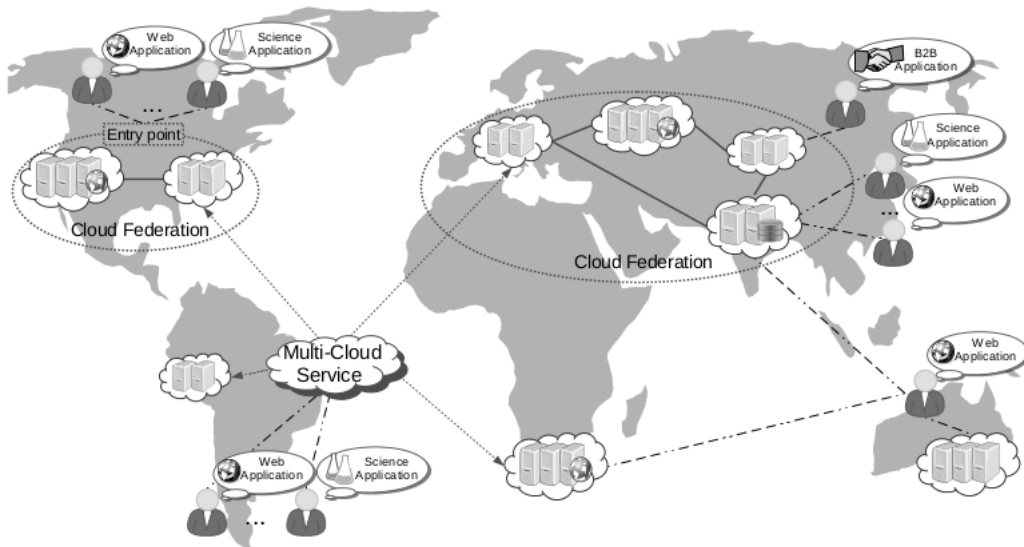 Web
Application
Science
Application
...
Entry point
Cloud Federation
B2B
Application
Science
Application
Web
Application
...
Cloud Federation
Multi-Cloud
Service
Web
Application
Web
Application
Science
Application
...